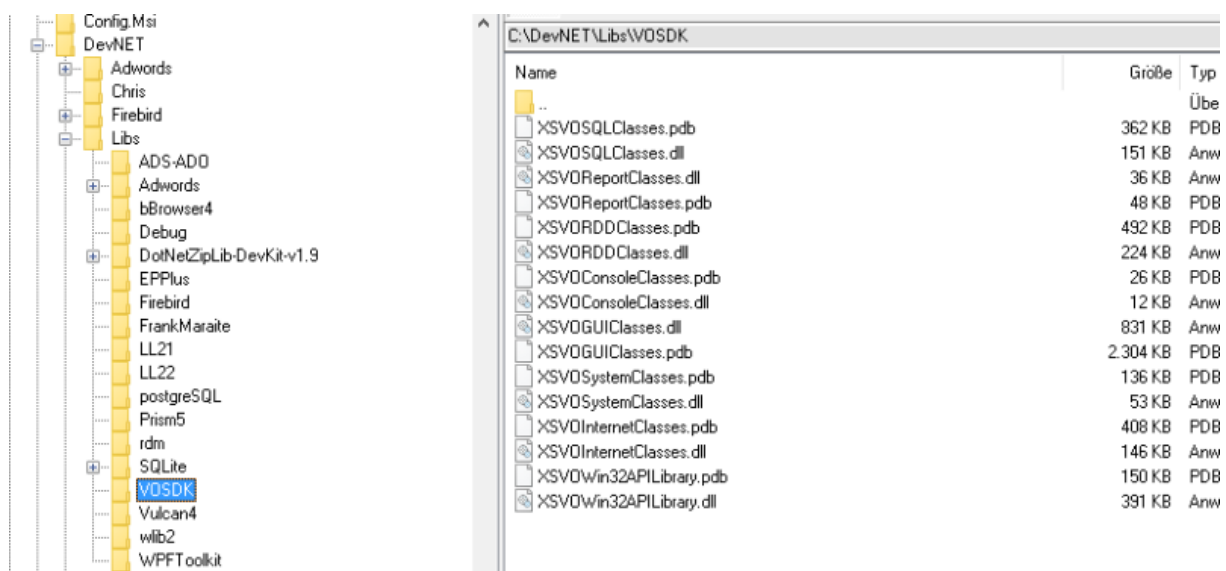 Config.Msi
DevNET
Adwords
Chris
Firebird
Libs
ADS-ADO
Adwords
bBrowser4
Debug
DotNetZipLib-DevKit-v1.9
EPPlus
Firebird
FrankMaraite
LL21
LL22
postgreSQL
Prism5
rdm
SQLite
VOSDK
Vulcan4
wlib2
WPFToolkit
C:\DevNET\Libs\VOSDK
Name Größe Typ
.. Übe
XSVOSQLClasses.pdb 362 KB PDB
XSVOSQLClasses.dll 151 KB Anw
XSVOReportClasses.dll 36 KB Anw
XSVOReportClasses.pdb 48 KB PDB
XSVORDDClasses.pdb 492 KB PDB
XSVORDDClasses.dll 224 KB Anw
XSVOConsoleClasses.pdb 26 KB PDB
XSVOConsoleClasses.dll 12 KB Anw
XSVOGUIClasses.dll 831 KB Anw
XSVOGUIClasses.pdb 2.304 KB PDB
XSVOSystemClasses.pdb 136 KB PDB
XSVOSystemClasses.dll 53 KB Anw
XSVOInternetClasses.pdb 408 KB PDB
XSVOInternetClasses.dll 146 KB Anw
XSVOWin32APILibrary.pdb 150 KB PDB
XSVOWin32APILibrary.dll 391 KB Anw